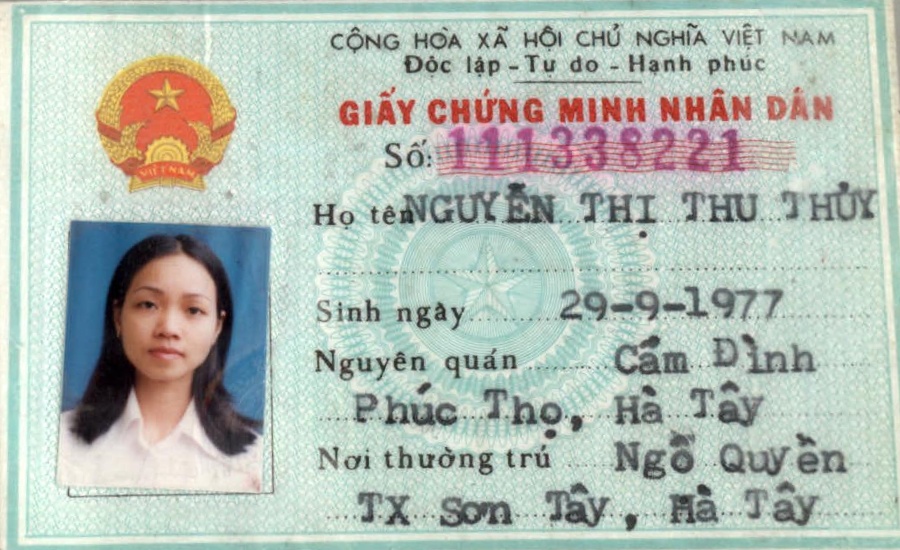 CỘNG HÒA XÃ HỘI CHỦ NGHĨA VIỆT NAM
Độc lập - Tự do - Hạnh phúc
GIẤY CHỨNG MINH NHÂN DÂN
Số: 111338221
Họ tên NGUYỄN THỊ THU THỦY
Sinh ngày 29-9-1977
Nguyên quán Cẩm Đình
Phúc Thọ, Hà Tây
Nơi thường trú Ngô Quyền
TX Sơn Tây, Hà Tây
VIỆT NAM